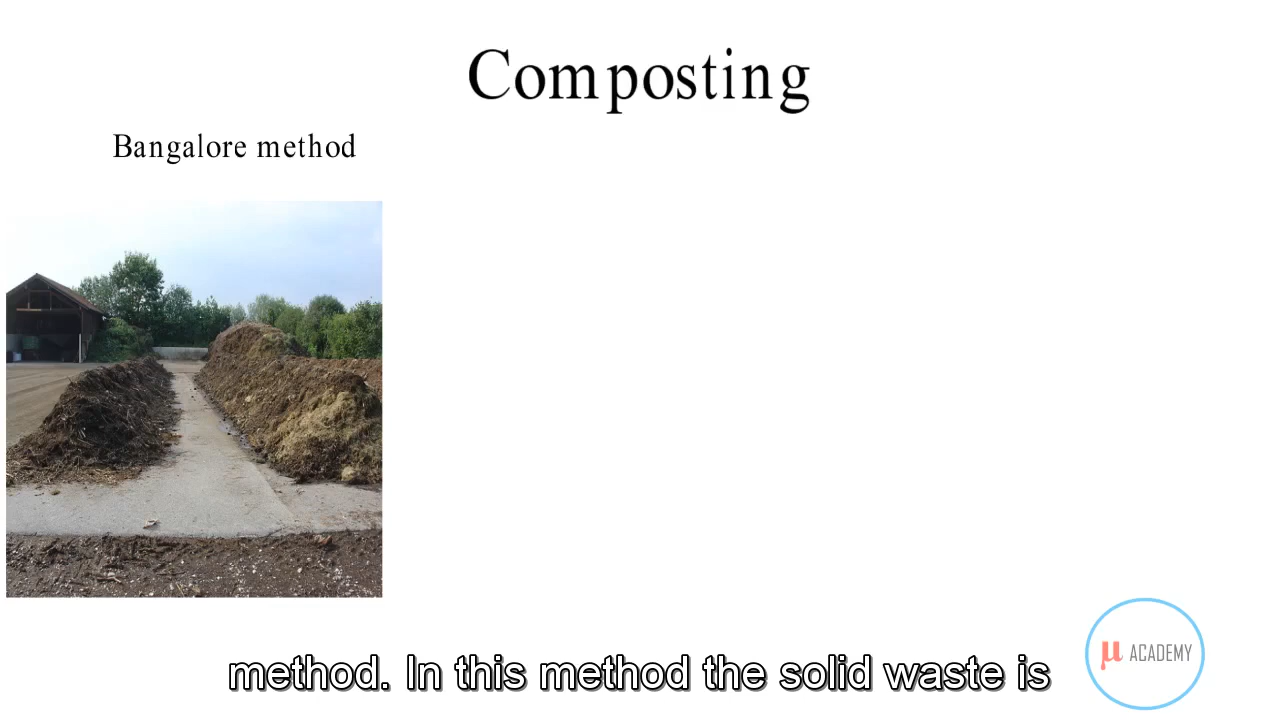 Composting
Bangalore method
method. In this method the solid waste is
μ ACADEMY